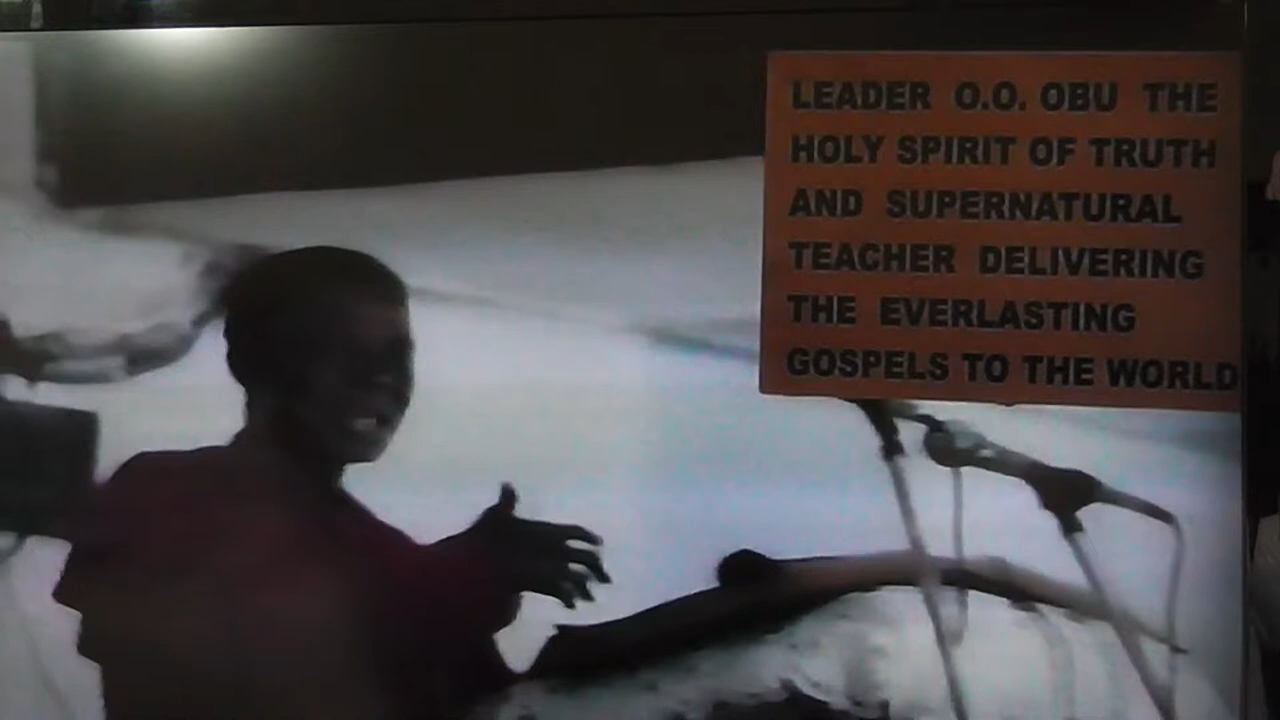 LEADER O.O. OBU THE
HOLY SPIRIT OF TRUTH
AND SUPERNATURAL
TEACHER DELIVERING
THE EVERLASTING
GOSPELS TO THE WORLD